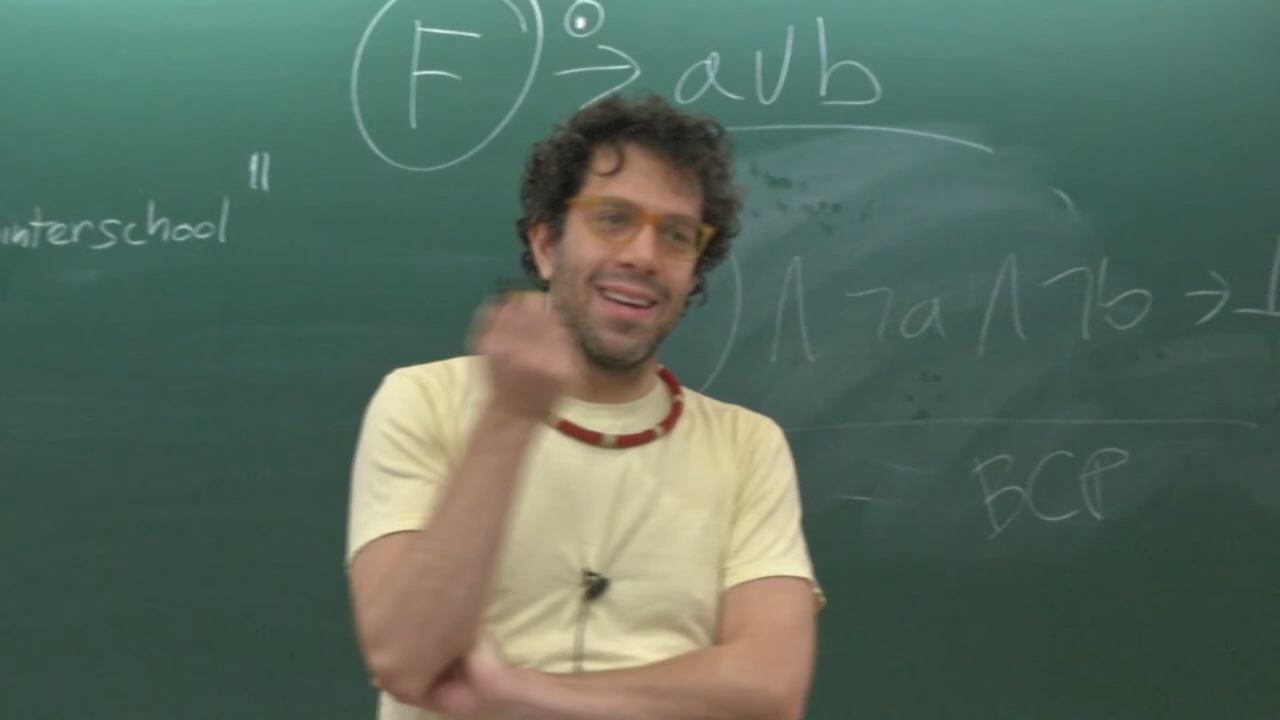 F → a ∨ b
"
interschool
) ∧ ¬a ∧ ¬b → ⊥
BCP